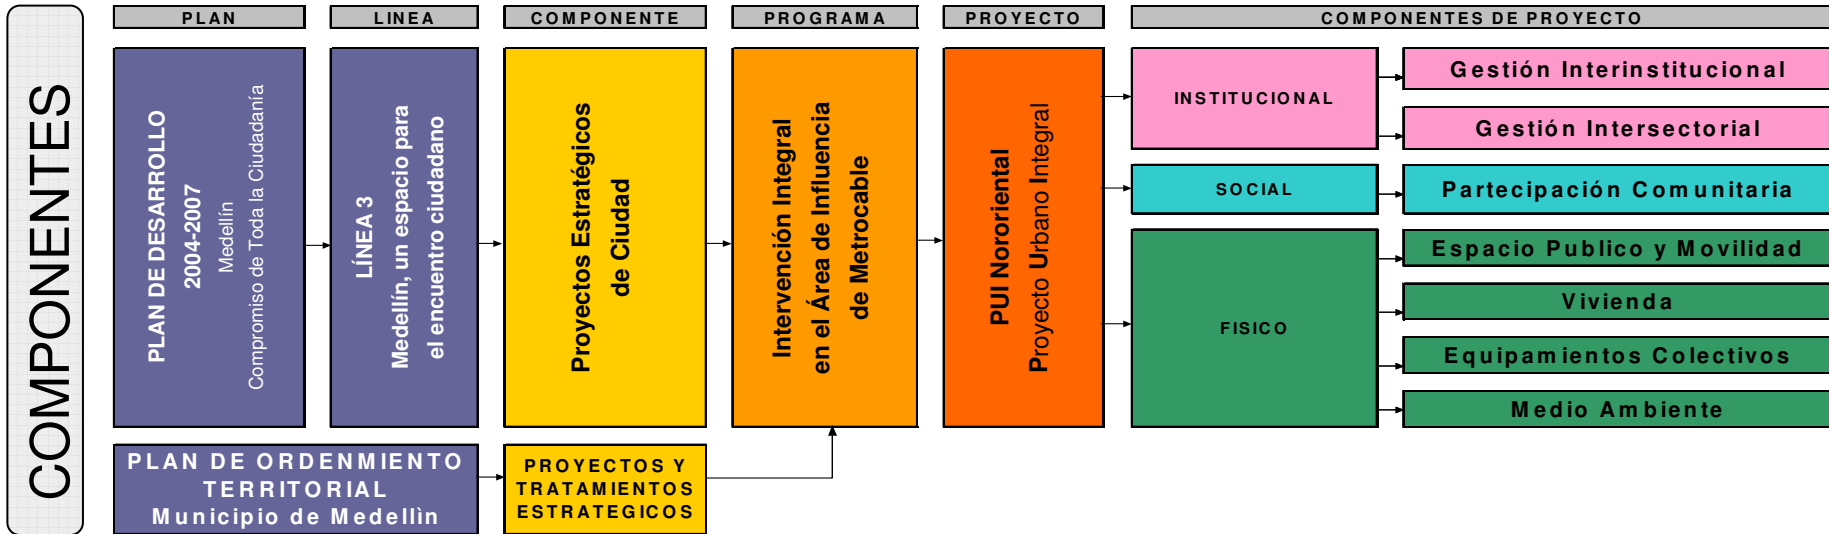 COMPONENTES
PLAN
LINEA
COMPONENTE
PROGRAMA
PROYECTO
COMPONENTES DE PROYECTO
PLAN DE DESARROLLO
2004-2007
Medellín
Compromiso de Toda la Ciudadanía
LÍNEA 3
Medellín, un espacio para
el encuentro ciudadano
Proyectos Estratégicos
de Ciudad
Intervención Integral
en el Área de Influencia
de Metrocable
PUI Nororiental
Proyecto Urbano Integral
INSTITUCIONAL
Gestión Interinstitucional
Gestión Intersectorial
SOCIAL
Partecipación Comunitaria
FISICO
Espacio Publico y Movilidad
Vivienda
Equipamientos Colectivos
Medio Ambiente
PLAN DE ORDENMIENTO
TERRITORIAL
Municipio de Medellìn
PROYECTOS Y
TRATAMIENTOS
ESTRATEGICOS